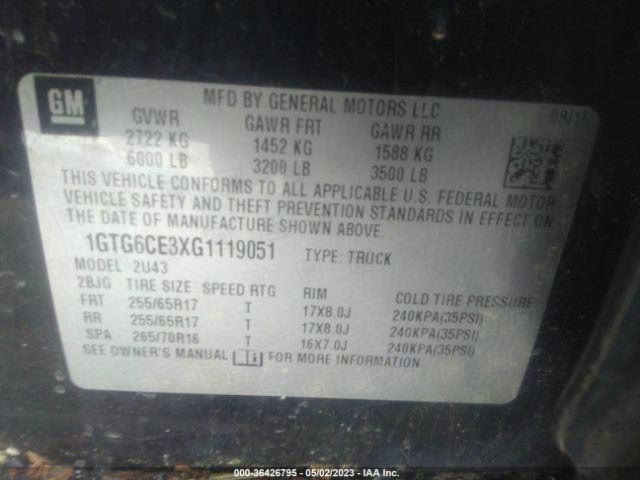 GM
MFD BY GENERAL MOTORS LLC
08/15
GVWR GAWR FRT GAWR RR
2722 KG 1452 KG 1588 KG
6000 LB 3200 LB 3500 LB
THIS VEHICLE CONFORMS TO ALL APPLICABLE U.S. FEDERAL MOTOR
VEHICLE SAFETY AND THEFT PREVENTION STANDARDS IN EFFECT ON
THE DATE OF MANUFACTURE SHOWN ABOVE.
1GTG6CE3XG1119051 TYPE: TRUCK
MODEL: 2U43
2BJG TIRE SIZE SPEED RTG RIM COLD TIRE PRESSURE
FRT 255/65R17 T 17X8.0J 240KPA(35PSI)
RR 255/65R17 T 17X8.0J 240KPA(35PSI)
SPA 265/70R16 T 16X7.0J 240KPA(35PSI)
SEE OWNER'S MANUAL FOR MORE INFORMATION
000-36426795 - 05/02/2023 - IAA Inc.